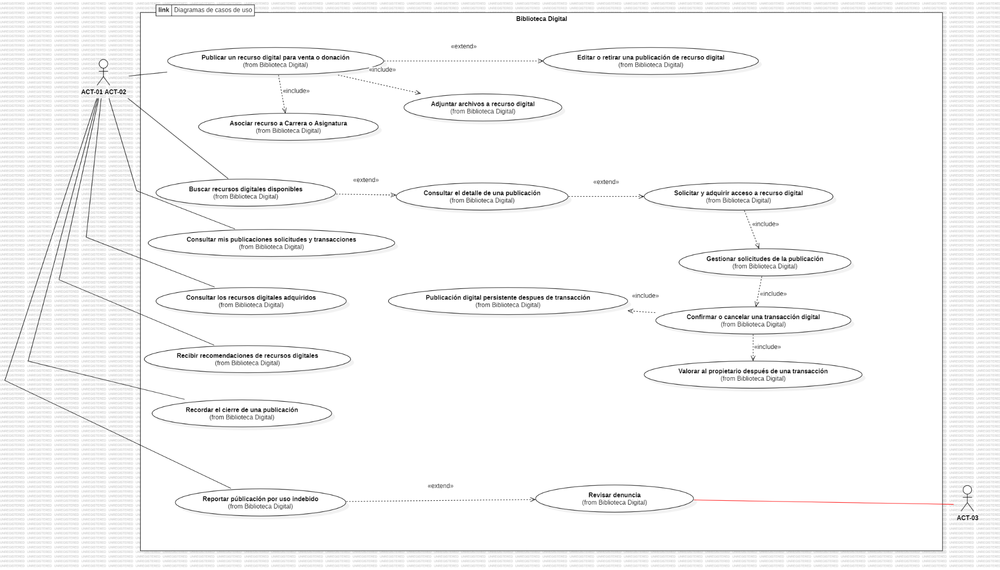 link Diagramas de casos de uso
Biblioteca Digital
Publicar un recurso digital para venta o donación
(from Biblioteca Digital)
«extend»
Editar o retirar una publicación de recurso digital
(from Biblioteca Digital)
«include»
ACT-01 ACT-02
«include»
Adjuntar archivos a recurso digital
(from Biblioteca Digital)
Asociar recurso a Carrera o Asignatura
(from Biblioteca Digital)
Buscar recursos digitales disponibles
(from Biblioteca Digital)
«extend»
Consultar el detalle de una publicación
(from Biblioteca Digital)
«extend»
Solicitar y adquirir acceso a recurso digital
(from Biblioteca Digital)
«include»
Consultar mis publicaciones solicitudes y transacciones
(from Biblioteca Digital)
Gestionar solicitudes de la publicación
(from Biblioteca Digital)
«include»
Consultar los recursos digitales adquiridos
(from Biblioteca Digital)
Publicación digital persistente despues de transacción
(from Biblioteca Digital)
«include»
Confirmar o cancelar una transacción digital
(from Biblioteca Digital)
«include»
Recibir recomendaciones de recursos digitales
(from Biblioteca Digital)
Valorar al propietario después de una transacción
(from Biblioteca Digital)
Recordar el cierre de una publicación
(from Biblioteca Digital)
Reportar públicación por uso indebido
(from Biblioteca Digital)
«extend»
Revisar denuncia
(from Biblioteca Digital)
ACT-03
UNREGISTERED